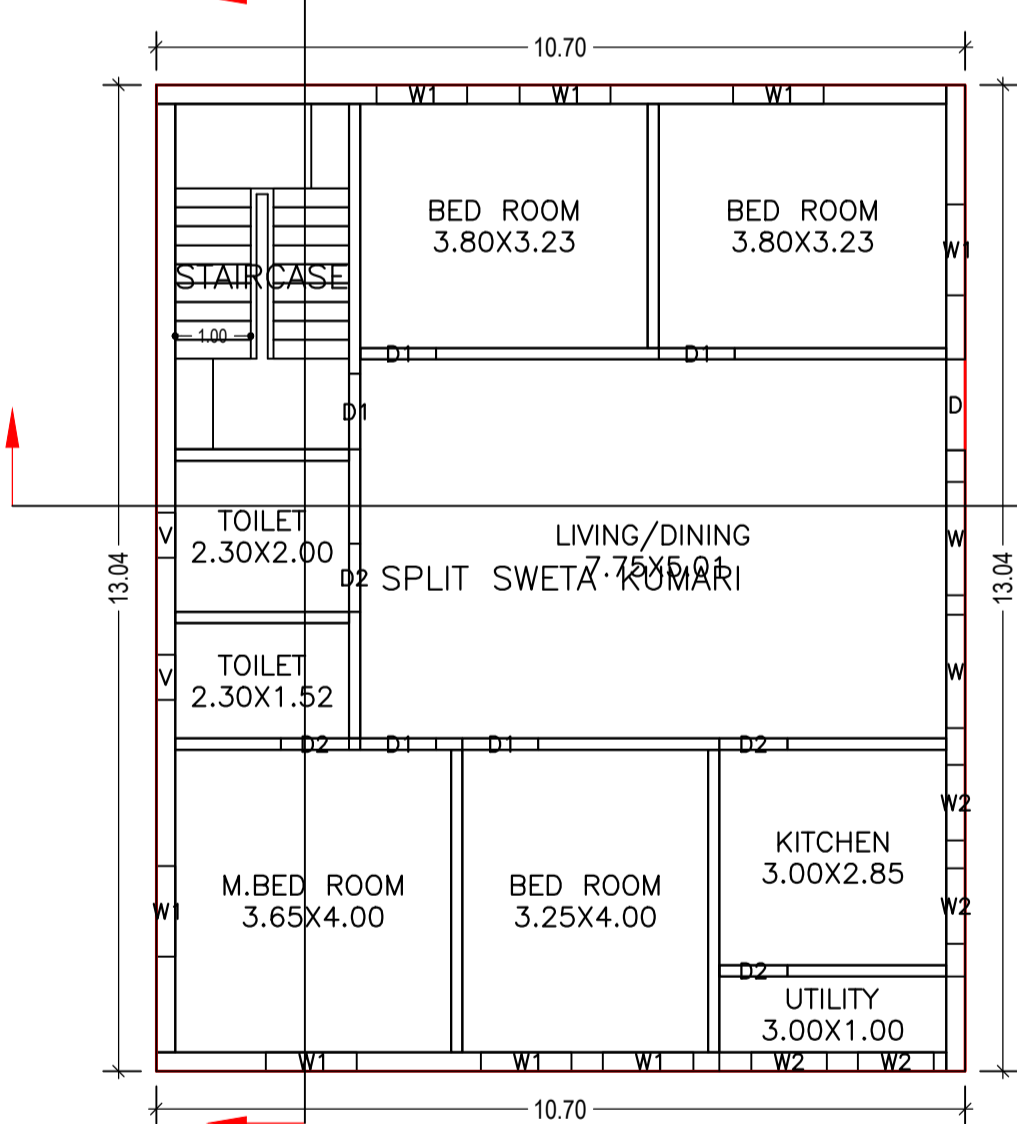 10.70
W1
W1
W1
BED ROOM
3.80X3.23
BED ROOM
3.80X3.23
W1
STAIRCASE
1.00
D1
D1
D1
D
TOILET
2.30X2.00
V
LIVING/DINING
7.75X5.01
W
13.04
D2
SPLIT SWETA KUMARI
13.04
TOILET
2.30X1.52
V
W
D2
D1
D1
D2
W2
KITCHEN
3.00X2.85
M.BED ROOM
3.65X4.00
BED ROOM
3.25X4.00
W1
W2
D2
UTILITY
3.00X1.00
W1
W1
W1
W2
W2
10.70